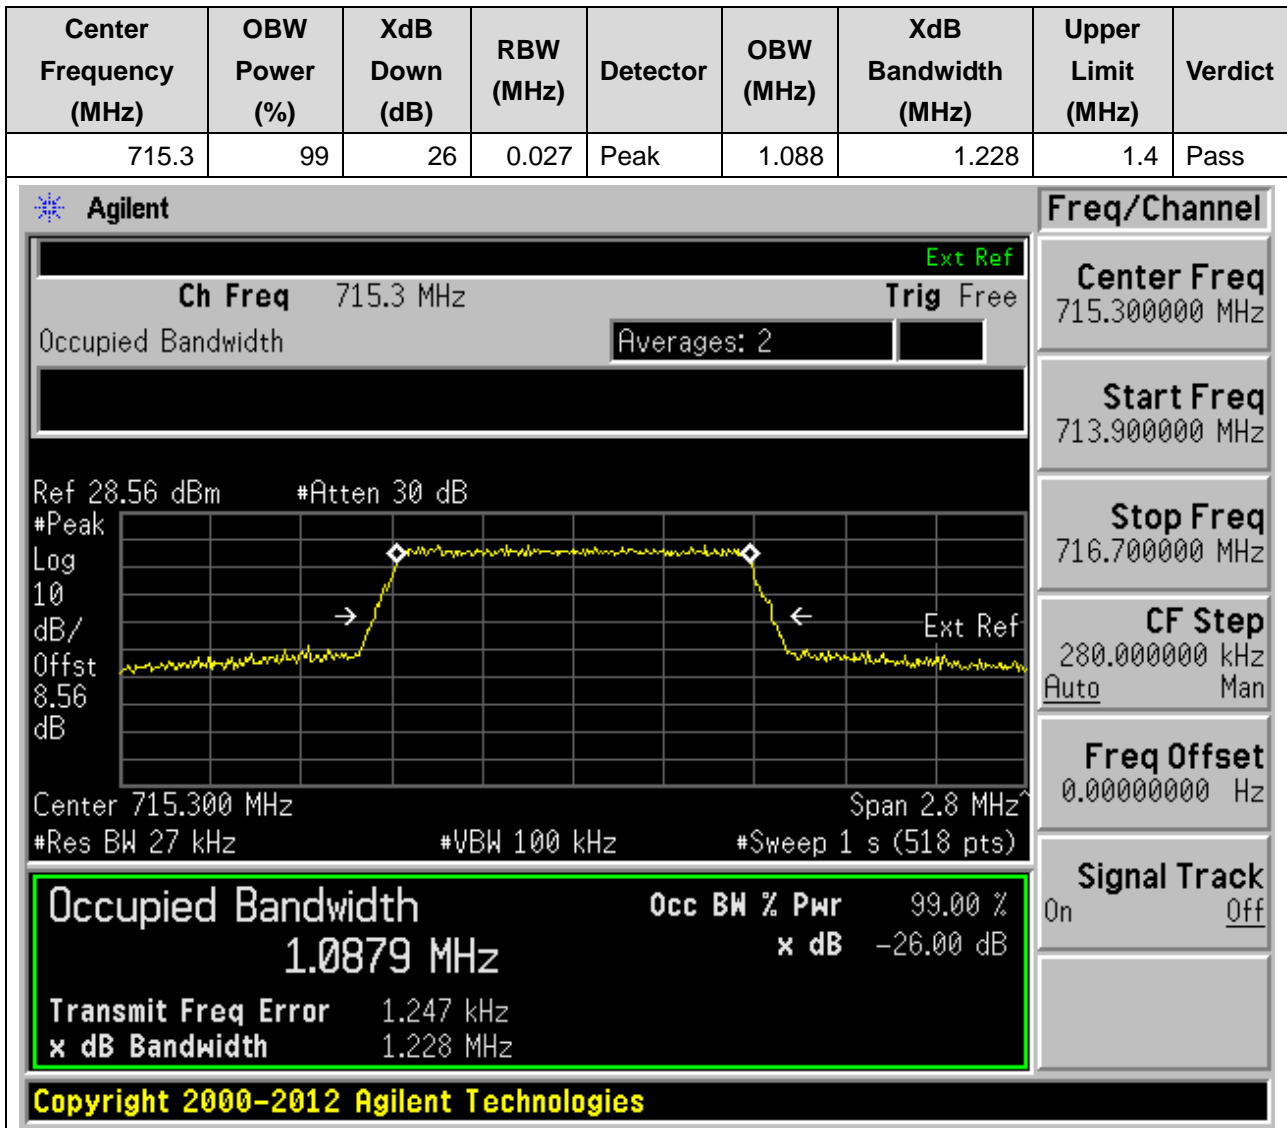 Center Frequency (MHz) OBW Power (%) XdB Down (dB) RBW (MHz) Detector OBW (MHz) XdB Bandwidth (MHz) Upper Limit (MHz) Verdict
715.3 99 26 0.027 Peak 1.088 1.228 1.4 Pass
Agilent
Freq/Channel
Ext Ref
Ch Freq 715.3 MHz Trig Free
Occupied Bandwidth Averages: 2
Ref 28.56 dBm #Atten 30 dB
#Peak
Log
10
dB/
Offst
8.56
dB
Ext Ref
Center 715.300 MHz Span 2.8 MHz^
#Res BW 27 kHz #VBW 100 kHz #Sweep 1 s (518 pts)
Occupied Bandwidth Occ BW % Pwr 99.00 %
1.0879 MHz x dB -26.00 dB
Transmit Freq Error 1.247 kHz
x dB Bandwidth 1.228 MHz
Center Freq
715.300000 MHz
Start Freq
713.900000 MHz
Stop Freq
716.700000 MHz
CF Step
280.000000 kHz
Auto Man
Freq Offset
0.00000000 Hz
Signal Track
On Off
Copyright 2000-2012 Agilent Technologies